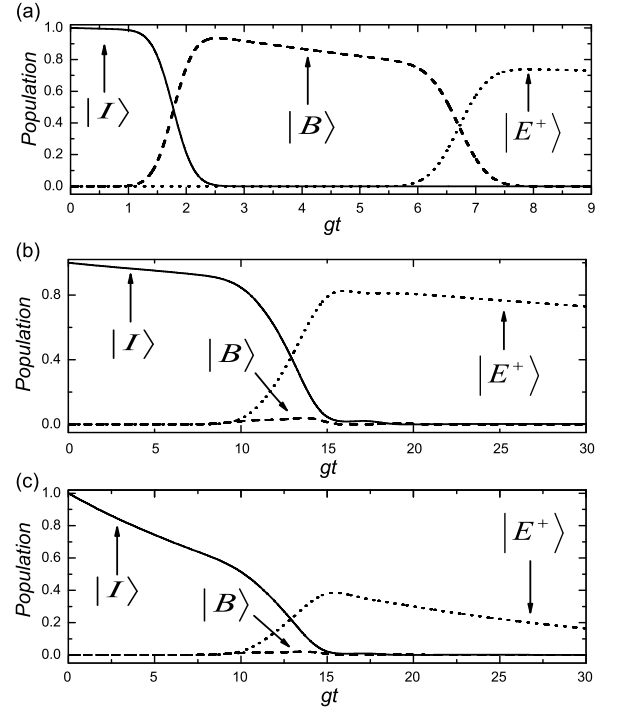 (a)
Population
1.0
0.8
0.6
0.4
0.2
0.0
|I⟩
|B⟩
|E⁺⟩
0 1 2 3 4 5 6 7 8 9
gt
(b)
Population
0.8
0.4
0.0
|I⟩
|B⟩
|E⁺⟩
0 5 10 15 20 25 30
gt
(c)
Population
1.0
0.8
0.6
0.4
0.2
0.0
|I⟩
|B⟩
|E⁺⟩
0 5 10 15 20 25 30
gt